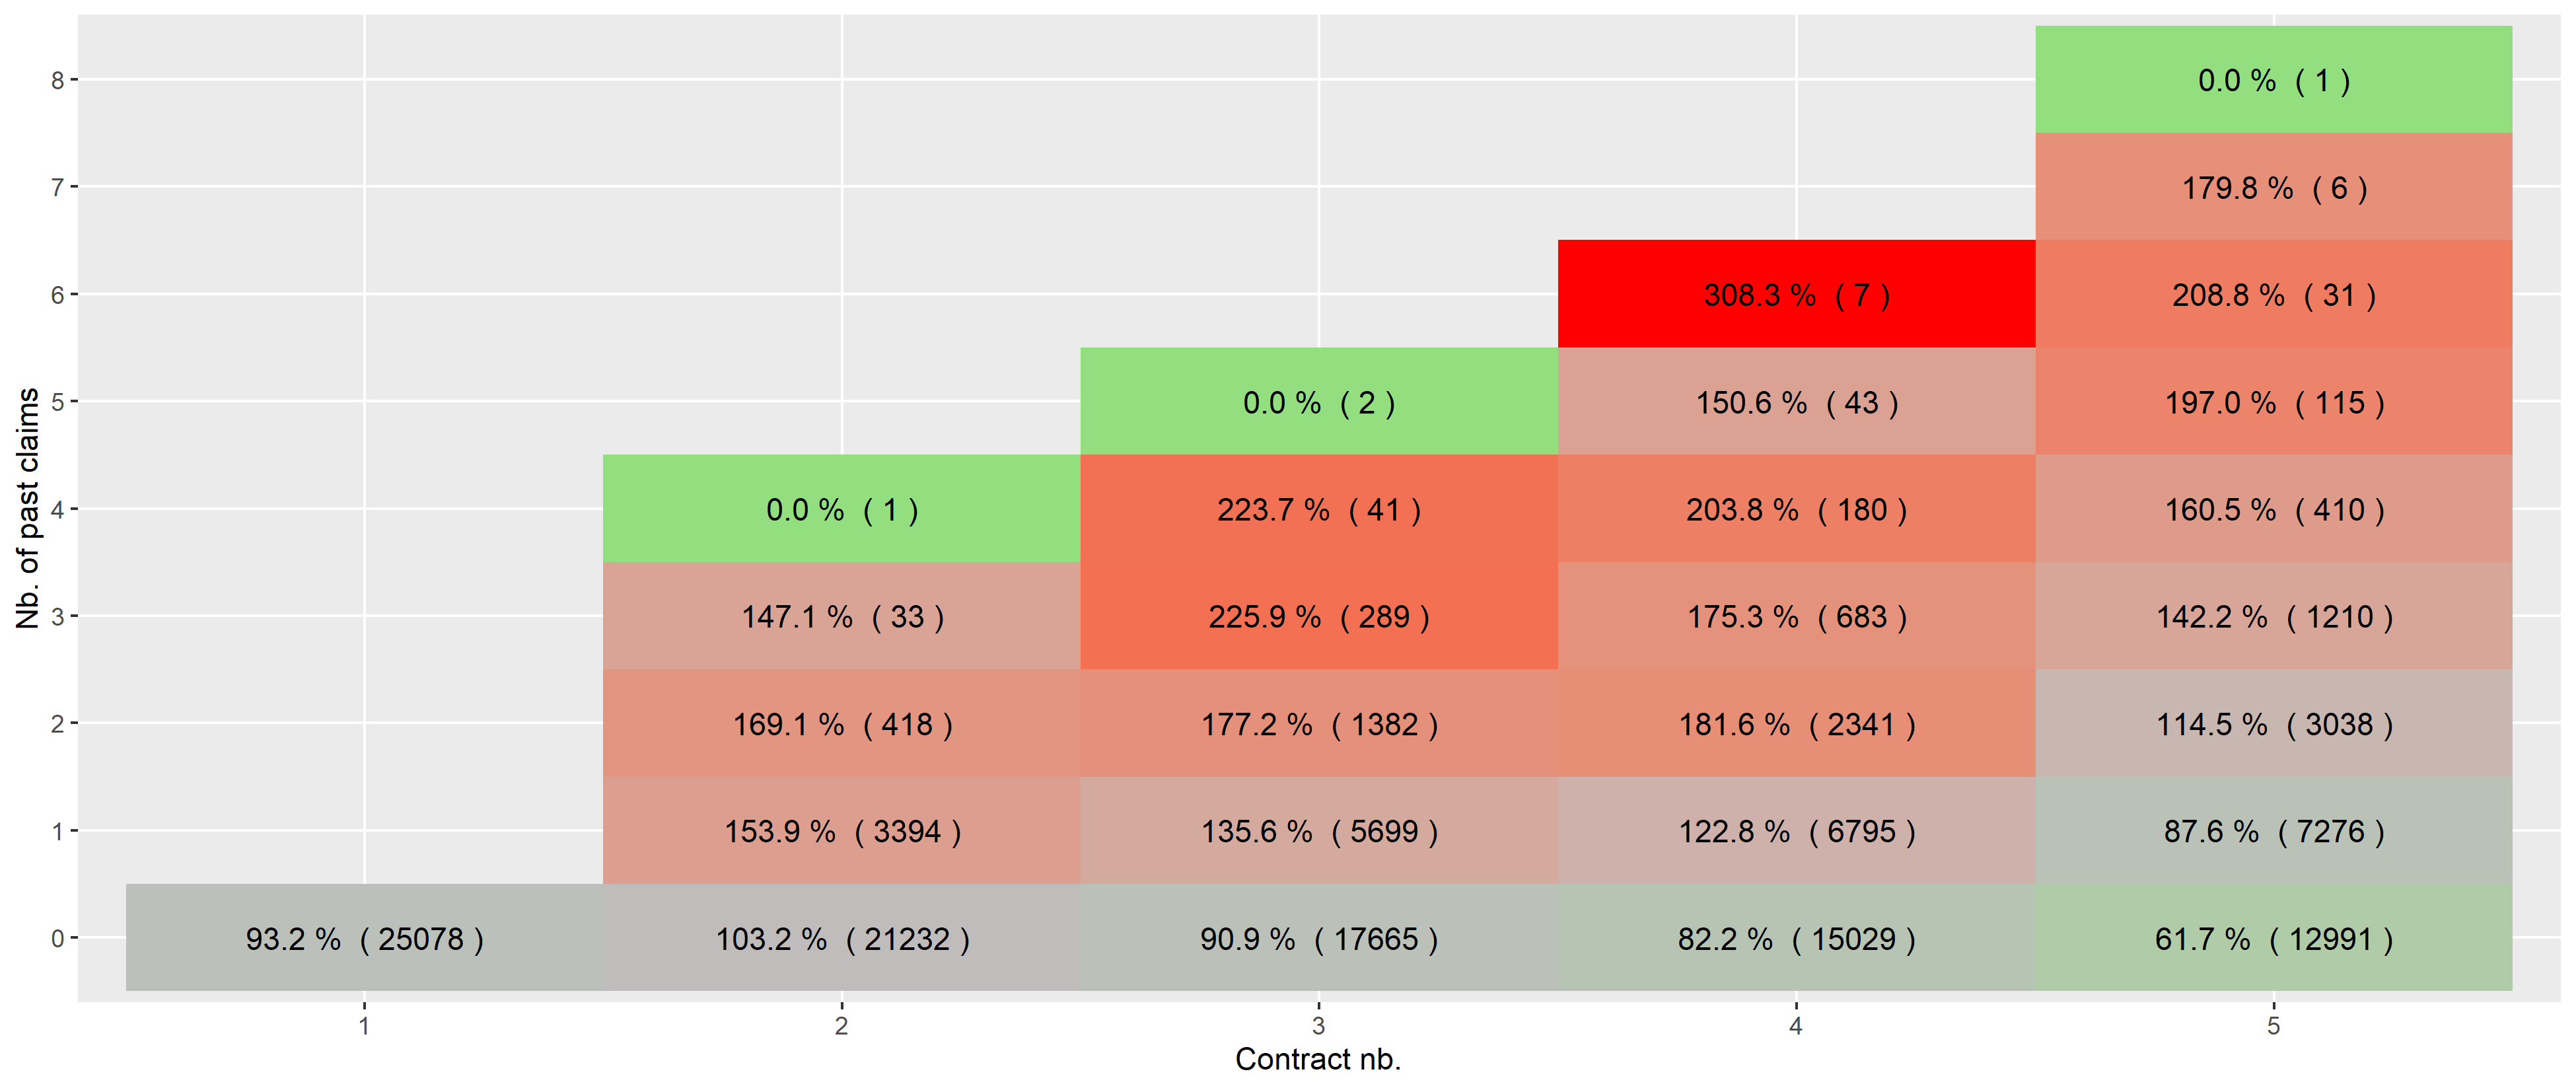 8
0.0 % ( 1 )
7
179.8 % ( 6 )
6
308.3 % ( 7 )
208.8 % ( 31 )
5
0.0 % ( 2 )
150.6 % ( 43 )
197.0 % ( 115 )
4
0.0 % ( 1 )
223.7 % ( 41 )
203.8 % ( 180 )
160.5 % ( 410 )
3
147.1 % ( 33 )
225.9 % ( 289 )
175.3 % ( 683 )
142.2 % ( 1210 )
2
169.1 % ( 418 )
177.2 % ( 1382 )
181.6 % ( 2341 )
114.5 % ( 3038 )
1
153.9 % ( 3394 )
135.6 % ( 5699 )
122.8 % ( 6795 )
87.6 % ( 7276 )
0
93.2 % ( 25078 )
103.2 % ( 21232 )
90.9 % ( 17665 )
82.2 % ( 15029 )
61.7 % ( 12991 )
1
2
3
4
5
Contract nb.
Nb. of past claims